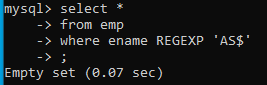 mysql> select *
    -> from emp
    -> where ename REGEXP 'AS$'
    -> ;
Empty set (0.07 sec)